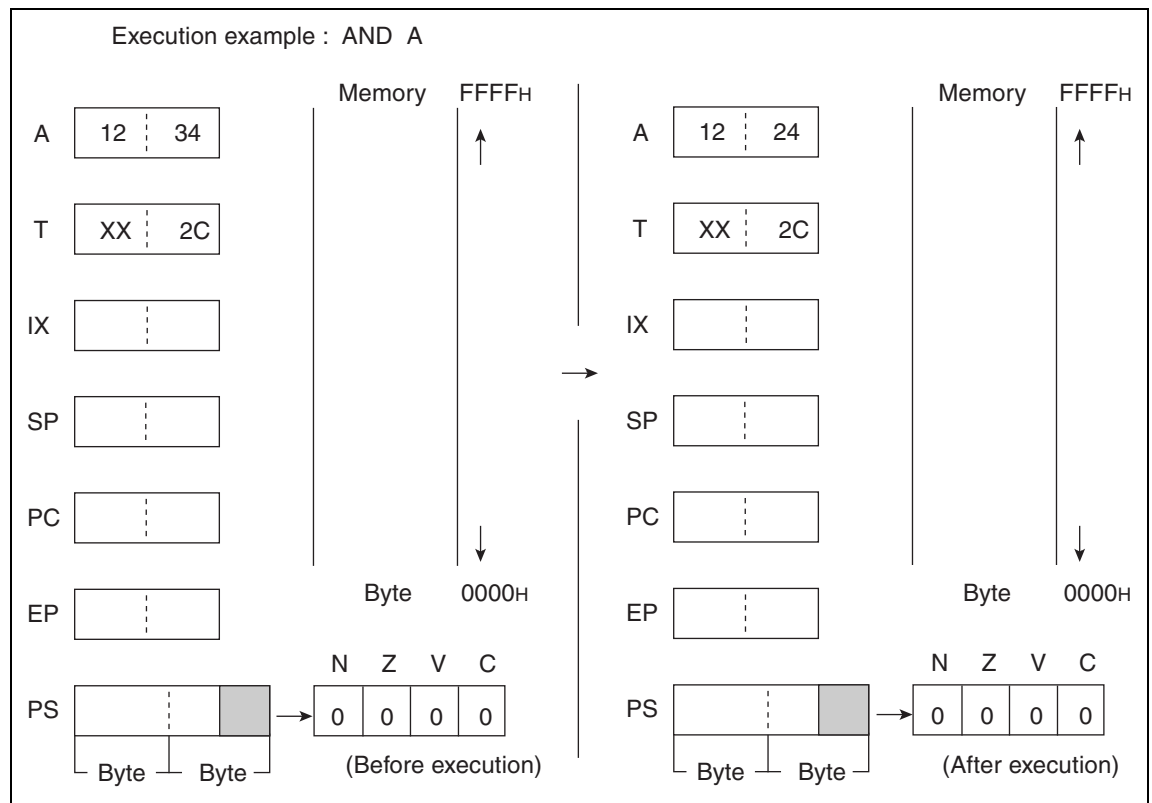 Execution example : AND A
Memory FFFFH
A 12 34
T XX 2C
IX
SP
PC
EP
Byte 0000H
N Z V C
PS 0 0 0 0
Byte Byte (Before execution)
Memory FFFFH
A 12 24
T XX 2C
IX
SP
PC
EP
Byte 0000H
N Z V C
PS 0 0 0 0
Byte Byte (After execution)